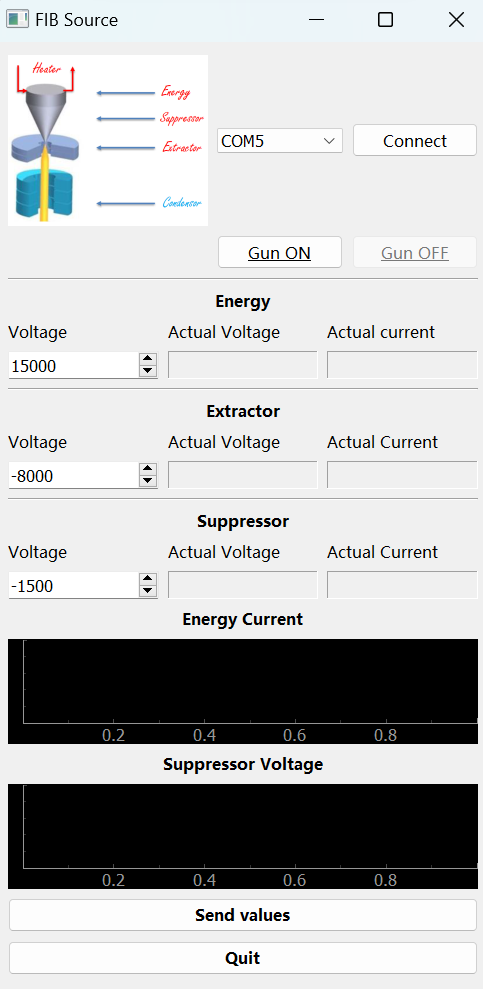 FIB Source
Heater
Energy
Suppressor
Extractor
Condensor
COM5
Connect
Gun ON
Gun OFF
Energy
Voltage Actual Voltage Actual current
15000
Extractor
Voltage Actual Voltage Actual Current
-8000
Suppressor
Voltage Actual Voltage Actual Current
-1500
Energy Current
0.2 0.4 0.6 0.8
Suppressor Voltage
0.2 0.4 0.6 0.8
Send values
Quit